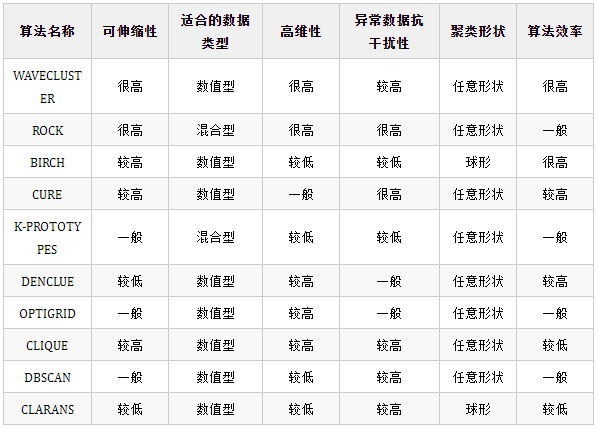 算法名称 可伸缩性 适合的数据类型 高维性 异常数据抗干扰性 聚类形状 算法效率
WAVECLUSTER 很高 数值型 很高 较高 任意形状 很高
ROCK 很高 混合型 很高 很高 任意形状 一般
BIRCH 较高 数值型 较低 较低 球形 很高
CURE 较高 数值型 一般 很高 任意形状 较高
K-PROTOTYPES 一般 混合型 较低 较低 任意形状 一般
DENCLUE 较低 数值型 较高 一般 任意形状 较高
OPTIGRID 一般 数值型 较高 一般 任意形状 一般
CLIQUE 较高 数值型 较高 较高 任意形状 较低
DBSCAN 一般 数值型 较低 较高 任意形状 一般
CLARANS 较低 数值型 较低 较高 球形 较低